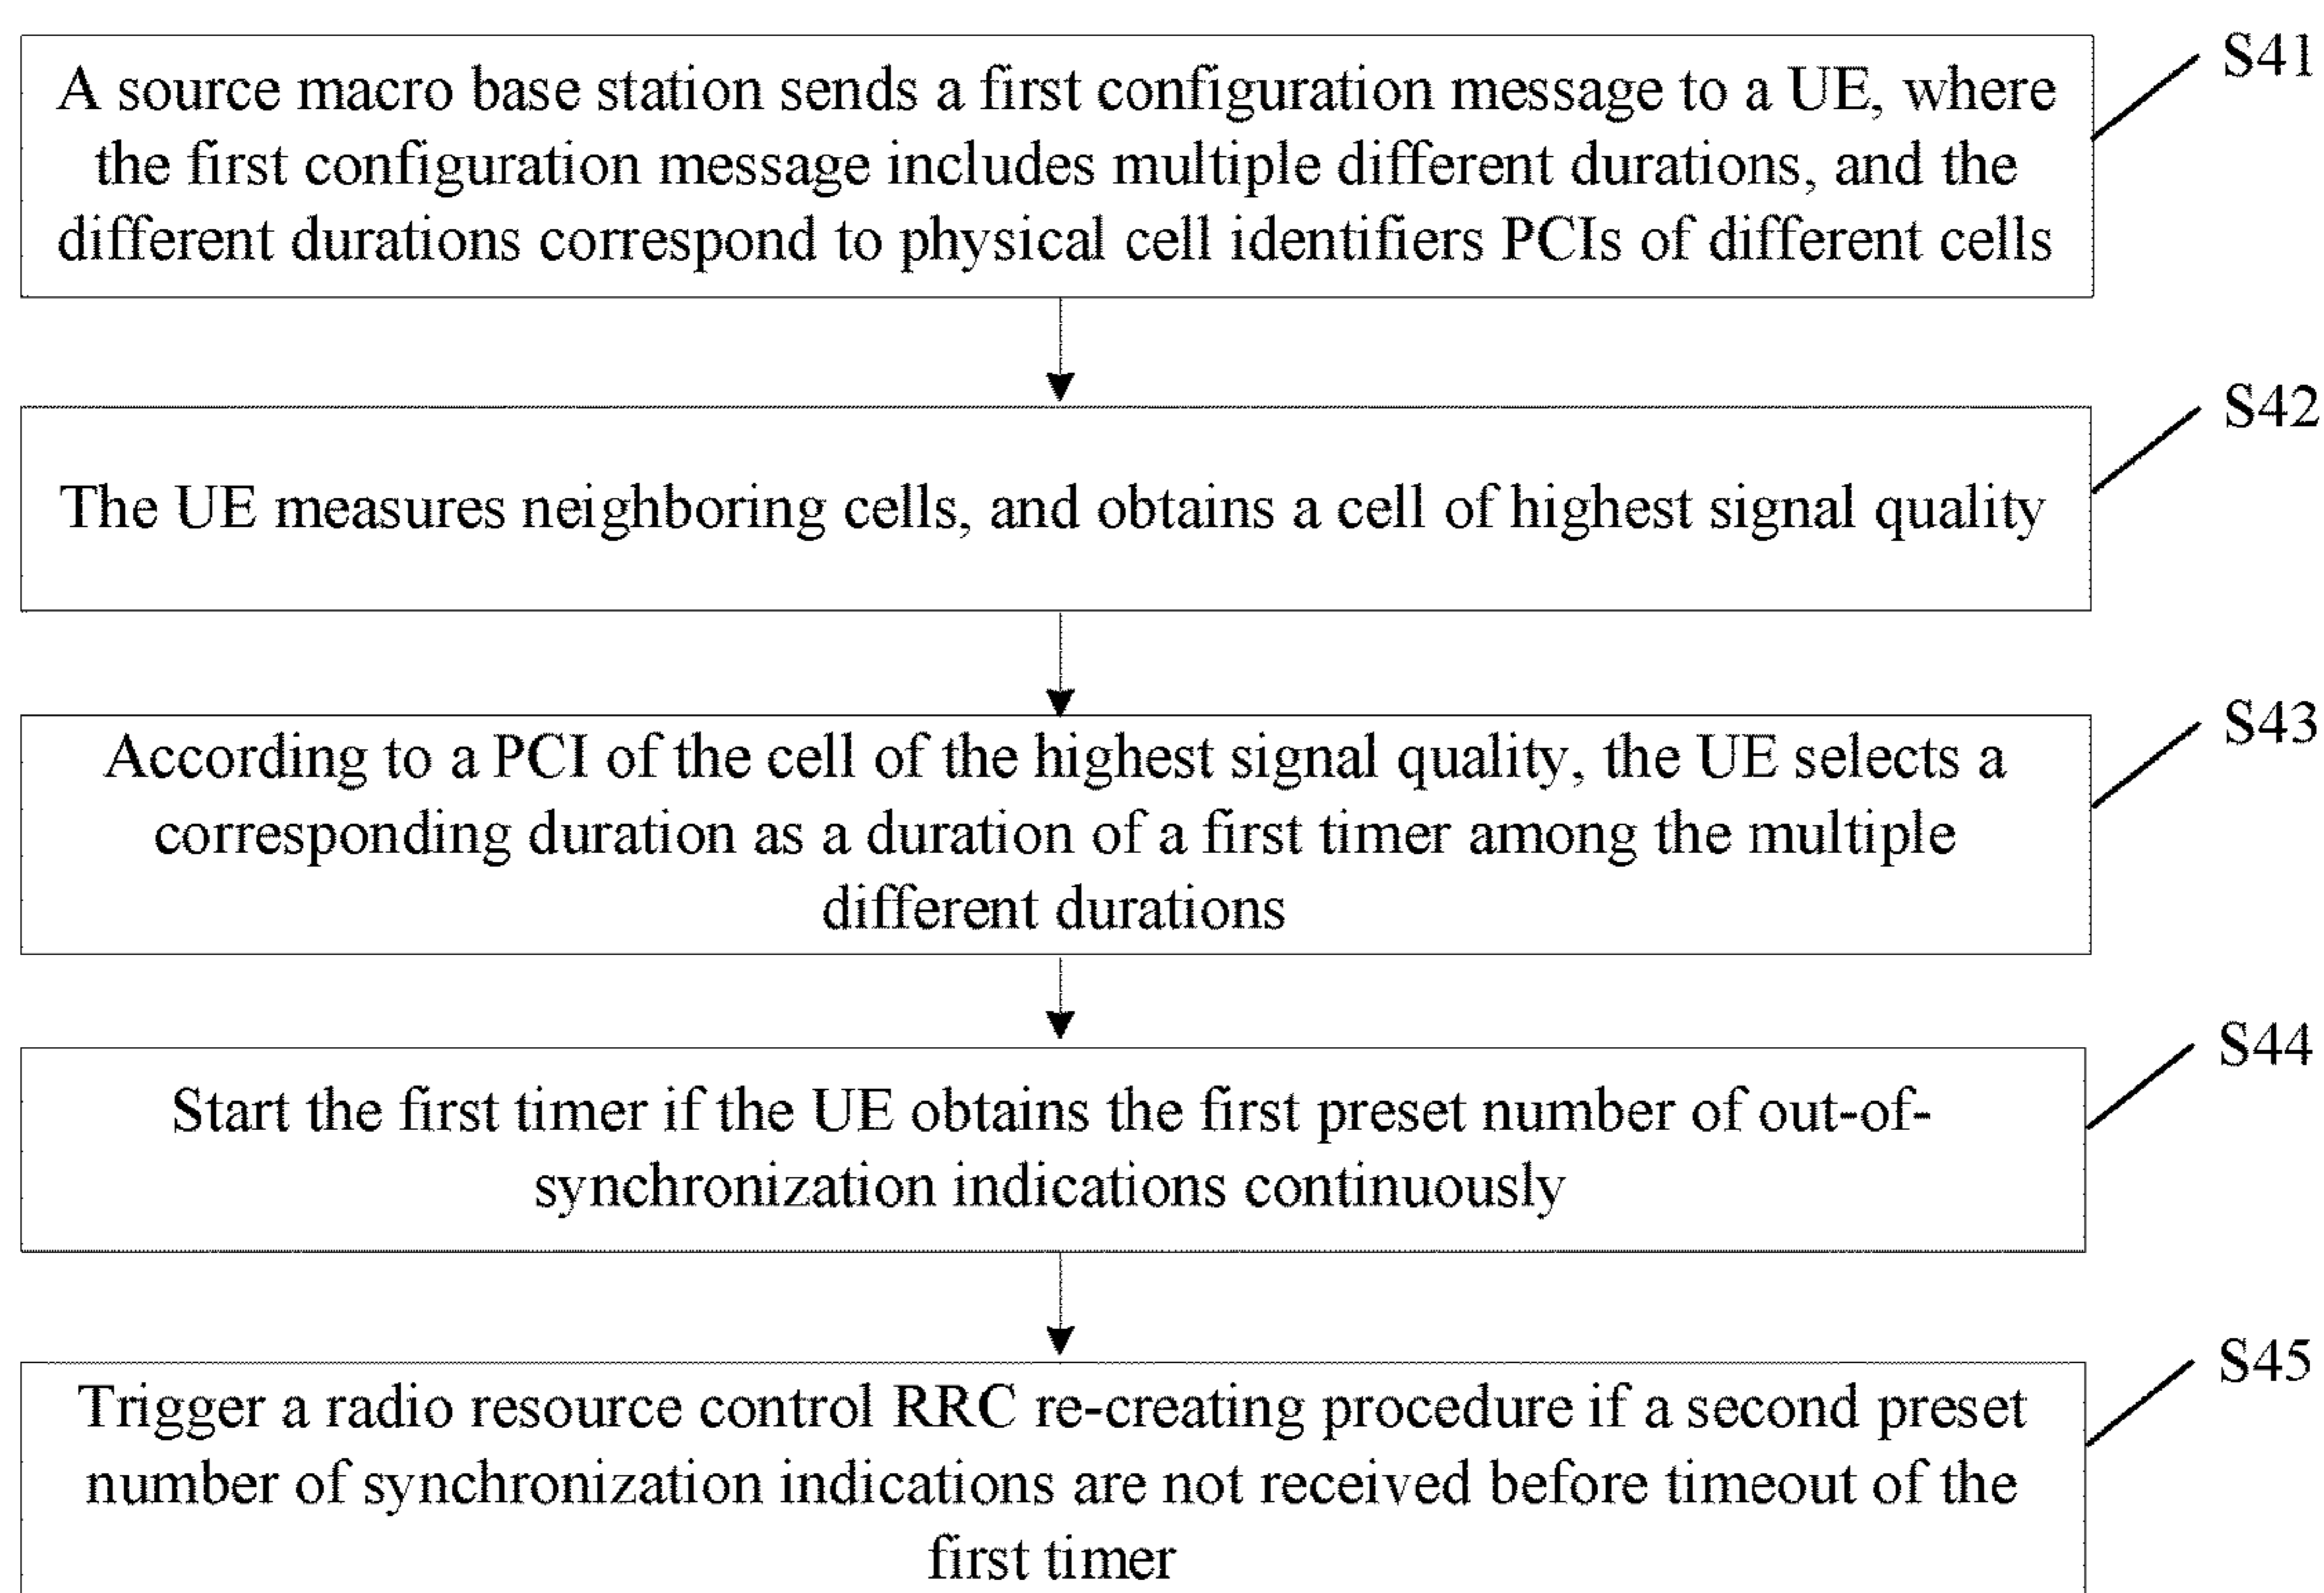 A source macro base station sends a first configuration message to a UE, where
the first configuration message includes multiple different durations, and the
different durations correspond to physical cell identifiers PCIs of different cells
S41
The UE measures neighboring cells, and obtains a cell of highest signal quality
S42
According to a PCI of the cell of the highest signal quality, the UE selects a
corresponding duration as a duration of a first timer among the multiple
different durations
S43
Start the first timer if the UE obtains the first preset number of out-of-
synchronization indications continuously
S44
Trigger a radio resource control RRC re-creating procedure if a second preset
number of synchronization indications are not received before timeout of the
first timer
S45